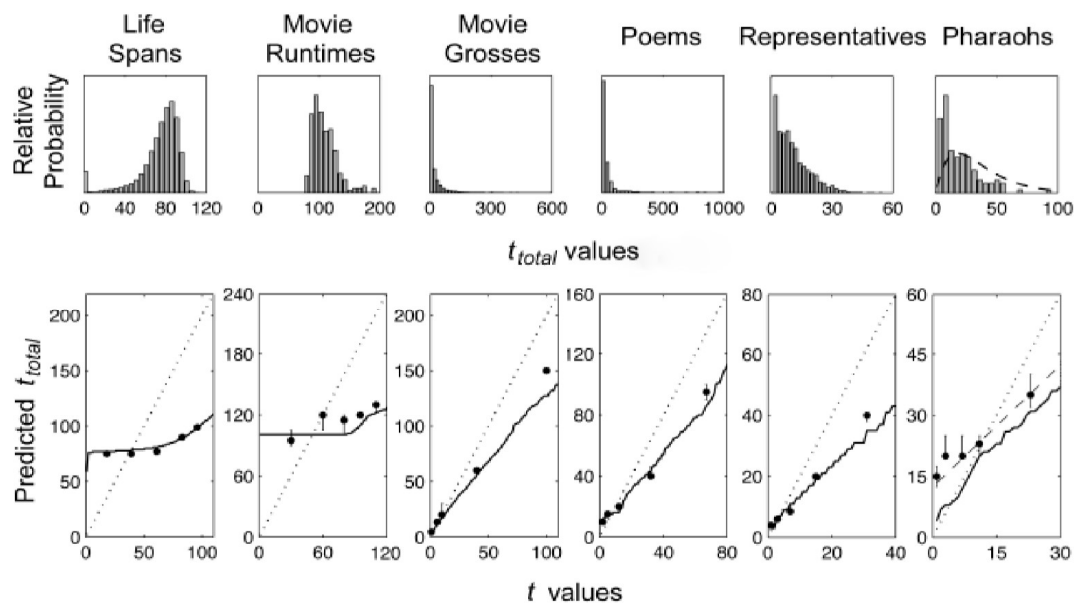 Life
Spans
Movie
Runtimes
Movie
Grosses
Poems
Representatives
Pharaohs
Relative
Probability
0 40 80 120
0 100 200
0 300 600
0 500 1000
0 30 60
0 50 100
t_total values
Predicted t_total
200
150
100
50
0
0 50 100
240
180
120
60
0
0 60 120
200
150
100
50
0
0 50 100
160
120
80
40
0
0 40 80
80
60
40
20
0
0 20 40
60
45
30
15
0
0 15 30
t values